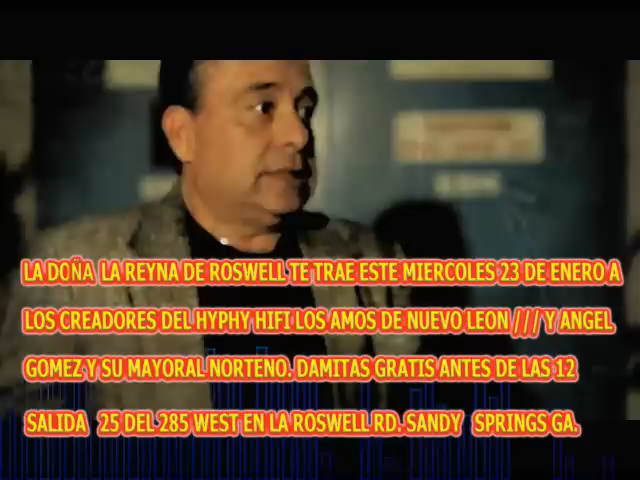 LA DOÑA LA REYNA DE ROSWELL TE TRAE ESTE MIERCOLES 23 DE ENERO A
LOS CREADORES DEL HYPHY HIFI LOS AMOS DE NUEVO LEON /// Y ANGEL
GOMEZ Y SU MAYORAL NORTENO. DAMITAS GRATIS ANTES DE LAS 12
SALIDA 25 DEL 285 WEST EN LA ROSWELL RD. SANDY SPRINGS GA.